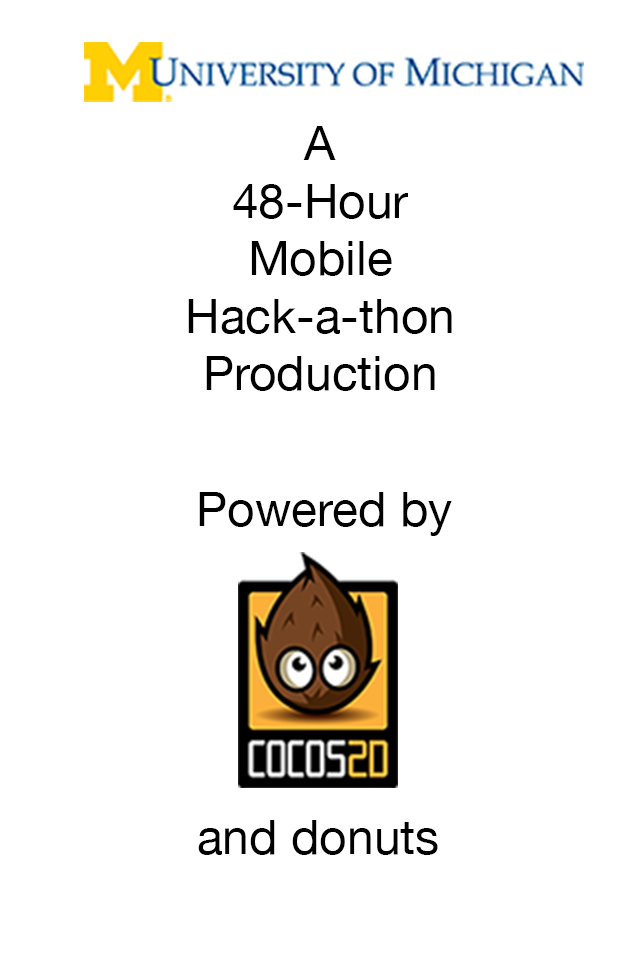 M UNIVERSITY OF MICHIGAN
A
48-Hour
Mobile
Hack-a-thon
Production
Powered by
COCOS2D
and donuts